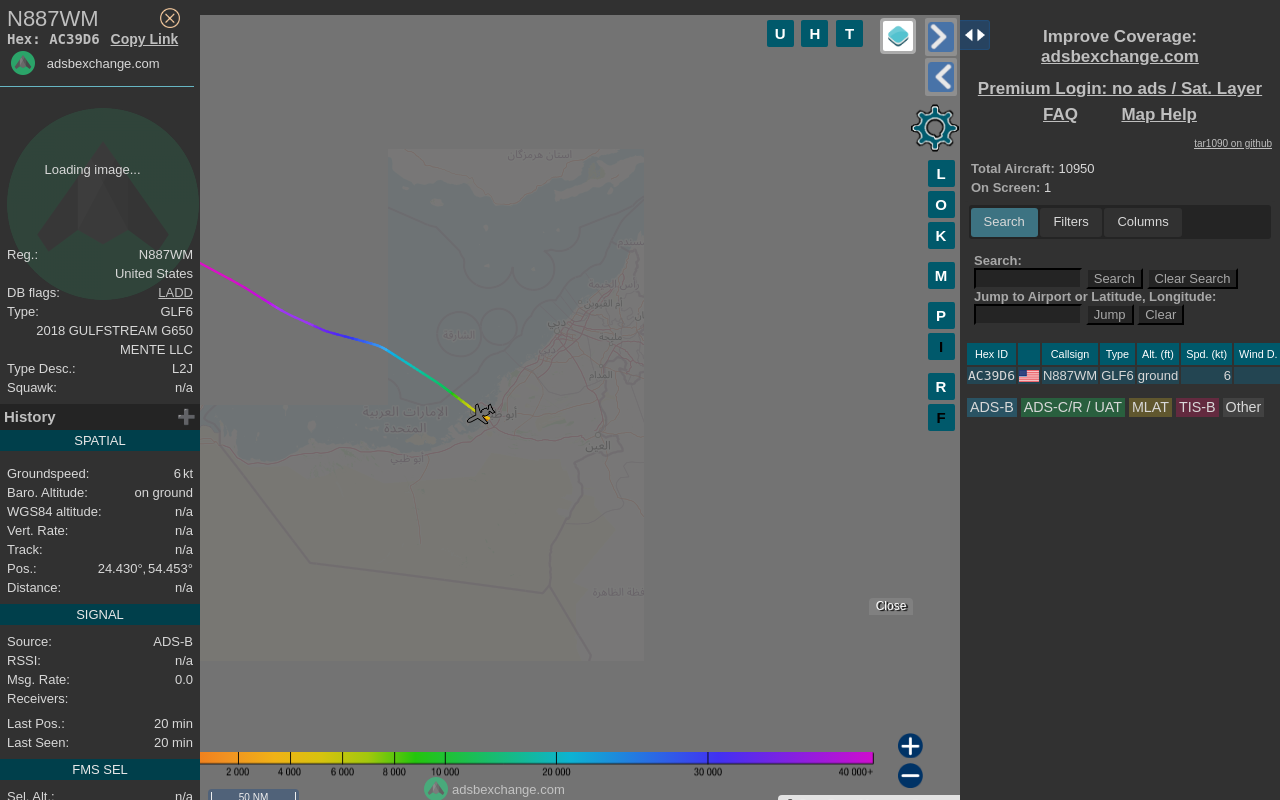 N887WM
Hex: AC39D6 Copy Link
adsbexchange.com
Loading image...
Reg.: N887WM
United States
DB flags: LADD
Type: GLF6
2018 GULFSTREAM G650
MENTE LLC
Type Desc.: L2J
Squawk: n/a
History
SPATIAL
Groundspeed: 6 kt
Baro. Altitude: on ground
WGS84 altitude: n/a
Vert. Rate: n/a
Track: n/a
Pos.: 24.430°, 54.453°
Distance: n/a
SIGNAL
Source: ADS-B
RSSI: n/a
Msg. Rate: 0.0
Receivers:
Last Pos.: 20 min
Last Seen: 20 min
FMS SEL
Sel. Alt.: n/a
U H T
L
O
K
M
P
I
R
F
استان هرمزگان
رأس الخيمة
أم القيوين
دبي
الشارقة
مليحة
المدام
الإمارات العربية
المتحدة
أبو ظبي
العين
Close
2 000 4 000 6 000 8 000 10 000 20 000 30 000 40 000+
adsbexchange.com
50 NM
Improve Coverage:
adsbexchange.com
Premium Login: no ads / Sat. Layer
FAQ Map Help
tar1090 on github
Total Aircraft: 10950
On Screen: 1
Search Filters Columns
Search:
Search Clear Search
Jump to Airport or Latitude, Longitude:
Jump Clear
Hex ID Callsign Type Alt. (ft) Spd. (kt) Wind D.
AC39D6 N887WM GLF6 ground 6
ADS-B ADS-C/R / UAT MLAT TIS-B Other